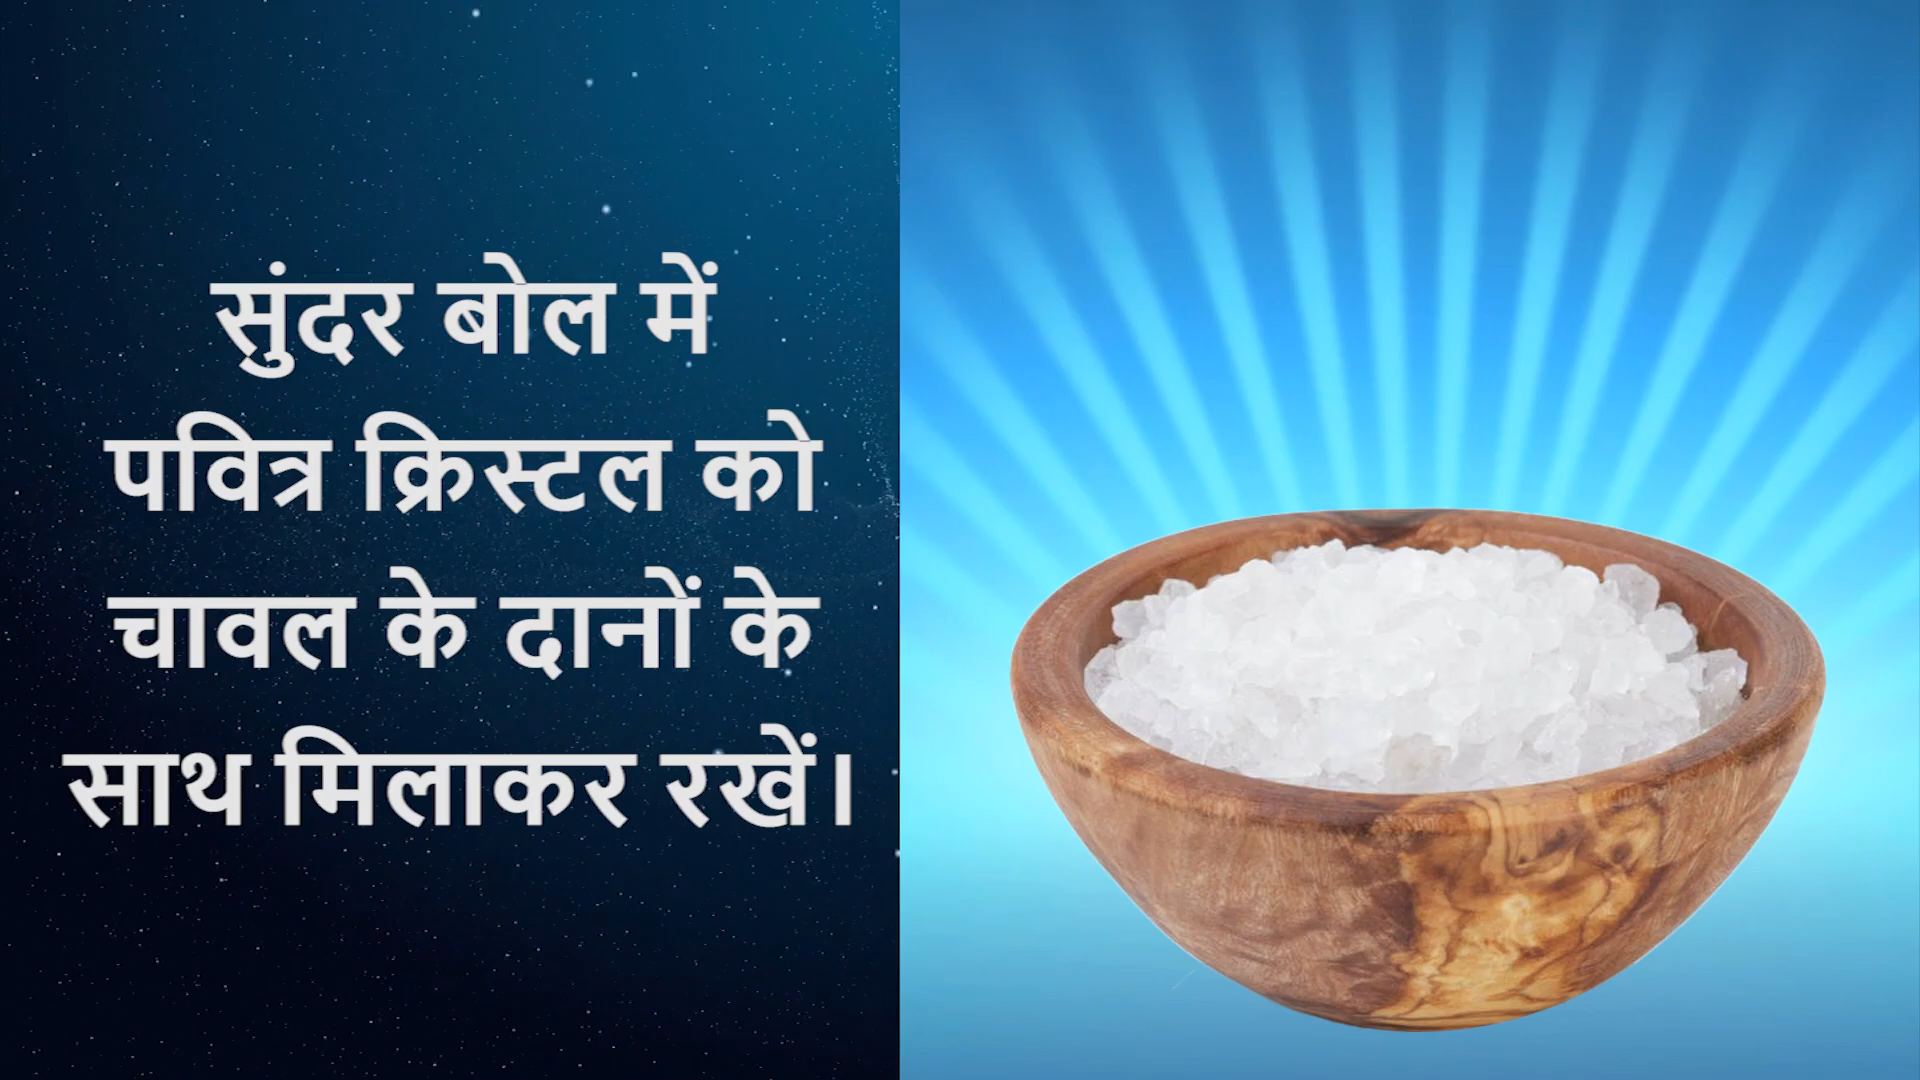 सुंदर बोल में
पवित्र क्रिस्टल को
चावल के दानों के
साथ मिलाकर रखें।